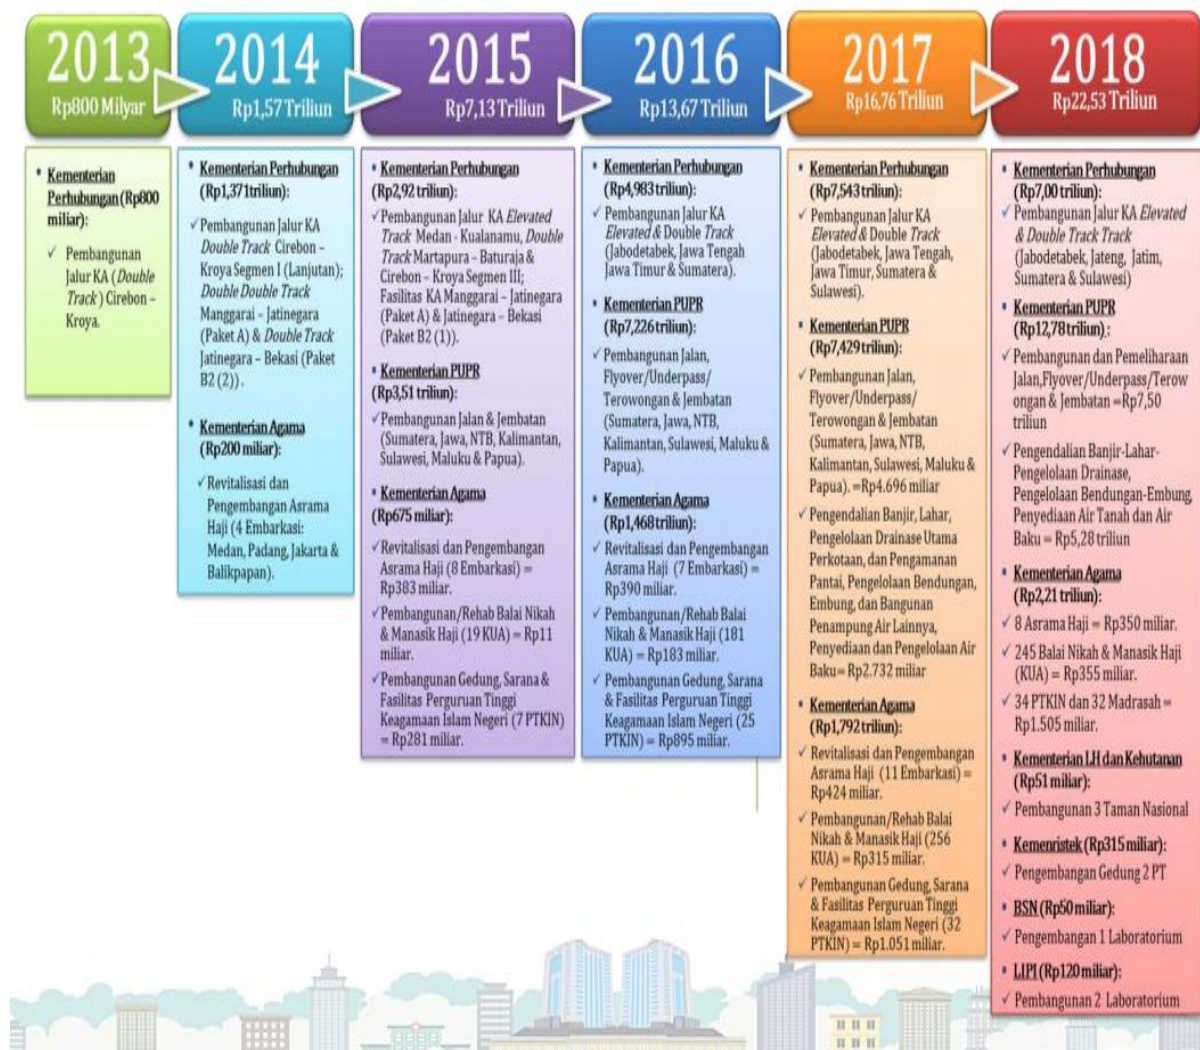 2013
Rp800 Milyar
• Kementerian
Perhubungan (Rp800
miliar):
✓ Pembangunan
Jalur KA (Double
Track) Cirebon –
Kroya.
2014
Rp1,57 Triliun
• Kementerian Perhubungan
(Rp1,371triliun):
✓ Pembangunan Jalur KA
Double Track Cirebon –
Kroya Segmen I (Lanjutan);
Double Double Track
Manggarai – Jatinegara
(Paket A) & Double Track
Jatinegara – Bekasi (Paket
B2 (2)).
• Kementerian Agama
(Rp200 miliar):
✓ Revitalisasi dan
Pengembangan Asrama
Haji (4 Embarkasi:
Medan, Padang, Jakarta &
Balikpapan).
2015
Rp7,13 Triliun
• Kementerian Perhubungan
(Rp2,92 triliun):
✓ Pembangunan Jalur KA Elevated
Track Medan - Kualanamu, Double
Track Martapura – Baturaja &
Cirebon – Kroya Segmen III;
Fasilitas KA Manggarai – Jatinegara
(Paket A) & Jatinegara – Bekasi
(Paket B2 (1)).
• Kementerian PUPR
(Rp3,51 triliun):
✓ Pembangunan Jalan & Jembatan
(Sumatera, Jawa, NTB, Kalimantan,
Sulawesi, Maluku & Papua).
• Kementerian Agama
(Rp675 miliar):
✓ Revitalisasi dan Pengembangan
Asrama Haji (8 Embarkasi) =
Rp383 miliar.
✓ Pembangunan/Rehab Balai Nikah
& Manasik Haji (19 KUA) = Rp11
miliar.
✓ Pembangunan Gedung, Sarana &
Fasilitas Perguruan Tinggi
Keagamaan Islam Negeri (7 PTKIN)
= Rp281 miliar.
2016
Rp13,67 Triliun
• Kementerian Perhubungan
(Rp4,983 triliun):
✓ Pembangunan Jalur KA
Elevated & Double Track
(Jabodetabek, Jawa Tengah
Jawa Timur & Sumatera).
• Kementerian PUPR
(Rp7,226 triliun):
✓ Pembangunan Jalan,
Flyover/Underpass/
Terowongan & Jembatan
(Sumatera, Jawa, NTB,
Kalimantan, Sulawesi, Maluku &
Papua).
• Kementerian Agama
(Rp1,468 triliun):
✓ Revitalisasi dan Pengembangan
Asrama Haji (7 Embarkasi) =
Rp390 miliar.
✓ Pembangunan/Rehab Balai
Nikah & Manasik Haji (181
KUA) = Rp183 miliar.
✓ Pembangunan Gedung, Sarana
& Fasilitas Perguruan Tinggi
Keagamaan Islam Negeri (25
PTKIN) = Rp895 miliar.
2017
Rp16,76 Triliun
• Kementerian Perhubungan
(Rp7,543 triliun):
✓ Pembangunan Jalur KA
Elevated & Double Track
(Jabodetabek, Jawa Tengah,
Jawa Timur, Sumatera &
Sulawesi).
• Kementerian PUPR
(Rp7,429 triliun):
✓ Pembangunan Jalan,
Flyover/Underpass/
Terowongan & Jembatan
(Sumatera, Jawa, NTB,
Kalimantan, Sulawesi, Maluku &
Papua). =Rp4.696 miliar
✓ Pengendalian Banjir, Lahar,
Pengelolaan Drainase Utama
Perkotaan, dan Pengamanan
Pantai, Pengelolaan Bendungan,
Embung, dan Bangunan
Penampung Air Lainnya,
Penyediaan dan Pengelolaan Air
Baku= Rp2.732 miliar
• Kementerian Agama
(Rp1,792 triliun):
✓ Revitalisasi dan Pengembangan
Asrama Haji (11 Embarkasi) =
Rp424 miliar.
✓ Pembangunan/Rehab Balai
Nikah & Manasik Haji (256
KUA) = Rp315 miliar.
✓ Pembangunan Gedung, Sarana
& Fasilitas Perguruan Tinggi
Keagamaan Islam Negeri (32
PTKIN) = Rp1.051 miliar.
2018
Rp22,53 Triliun
• Kementerian Perhubungan
(Rp7,00 triliun):
✓ Pembangunan Jalur KA Elevated
& Double Track Track
(Jabodetabek, Jateng, Jatim,
Sumatera & Sulawesi)
• Kementerian PUPR
(Rp12,78 triliun) :
✓ Pembangunan dan Pemeliharaan
Jalan,Flyover/Underpass/Terow
ongan & Jembatan =Rp7,50
triliun
✓ Pengendalian Banjir-Lahar-
Pengelolaan Drainase,
Pengelolaan Bendungan-Embung,
Penyediaan Air Tanah dan Air
Baku = Rp5,28 triliun
• Kementerian Agama
(Rp2,21 triliun):
✓ 8 Asrama Haji = Rp350 miliar.
✓ 245 Balai Nikah & Manasik Haji
(KUA) = Rp355 miliar.
✓ 34 PTKIN dan 32 Madrasah =
Rp1.505 miliar.
• Kementerian LH dan Kehutanan
(Rp51 miliar):
✓ Pembangunan 3 Taman Nasional
• Kemenristek (Rp315 miliar):
✓ Pengembangan Gedung 2 PT
• BSN (Rp50 miliar):
✓ Pengembangan 1 Laboratorium
• LIPI (Rp120 miliar):
✓ Pembangunan 2 Laboratorium